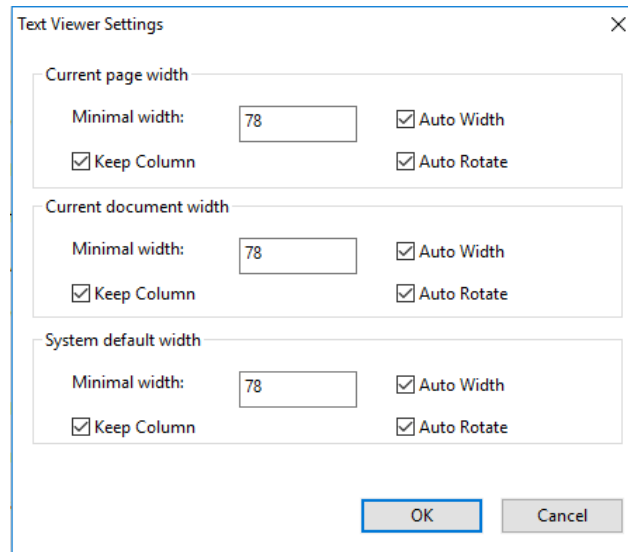 Text Viewer Settings
Current page width
Minimal width: 78 Auto Width
Keep Column Auto Rotate
Current document width
Minimal width: 78 Auto Width
Keep Column Auto Rotate
System default width
Minimal width: 78 Auto Width
Keep Column Auto Rotate
OK Cancel